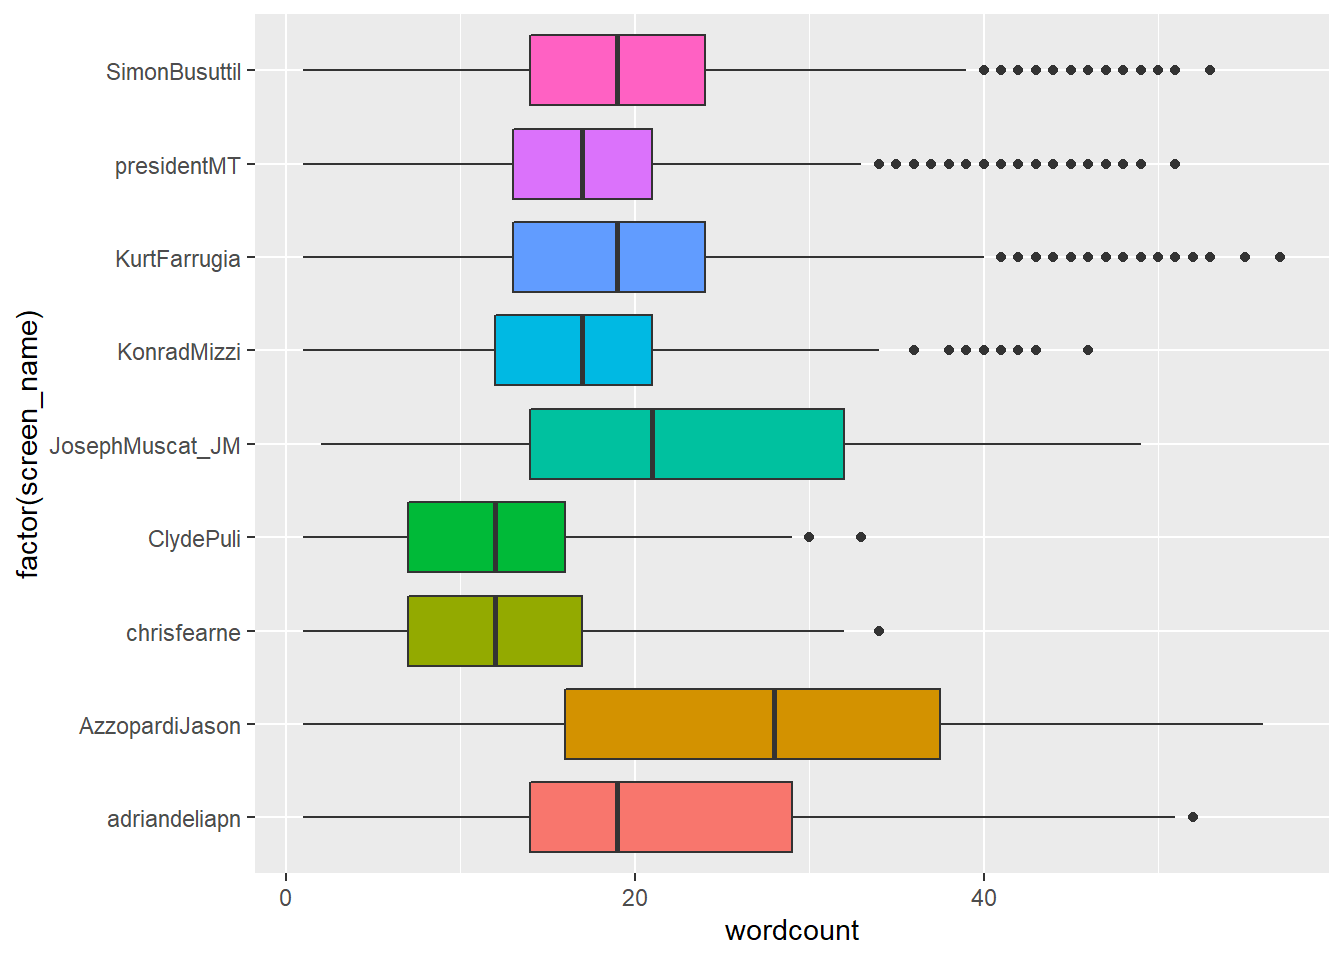 SimonBusuttil
presidentMT
KurtFarrugia
KonradMizzi
JosephMuscat_JM
ClydePuli
chrisfearne
AzzopardiJason
adriandeliapn
factor(screen_name)
0 20 40
wordcount